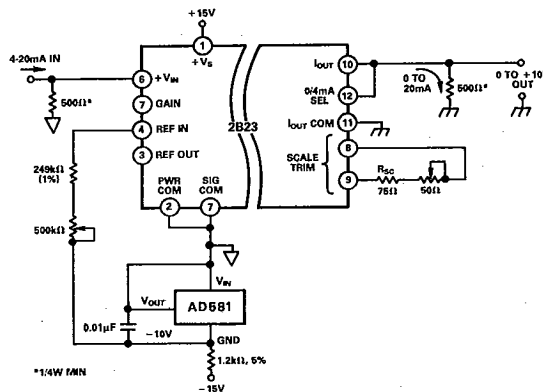 +15V
1
+VS
4-20mA IN
6
+VIN
500Ω*
7
GAIN
4
REF IN
3
REF OUT
2B23
249kΩ
(1%)
500kΩ
PWR
COM
SIG
COM
2
7
10
IOUT
12
0/4mA
SEL
11
IOUT COM
8
SCALE
TRIM
9
RSC
75Ω
50Ω
0 TO
20mA
500Ω*
0 TO +10
OUT
VIN
VOUT
AD581
0.01μF
-10V
GND
1.2kΩ, 5%
-15V
*1/4W MIN